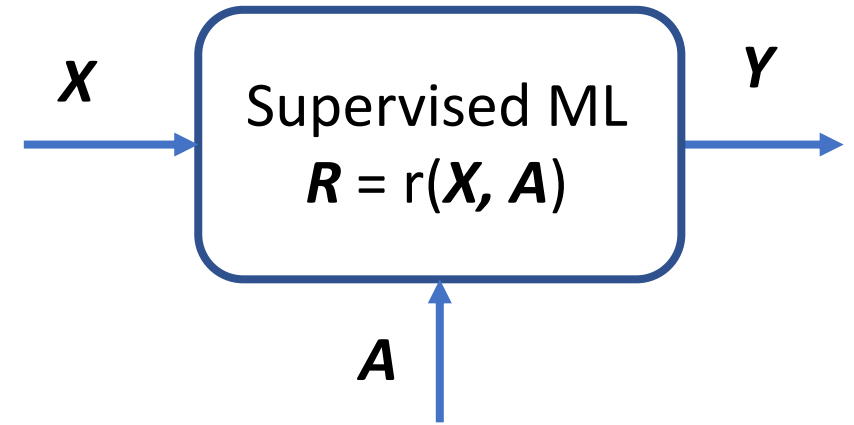 X
Y
Supervised ML
R = r(X, A)
A